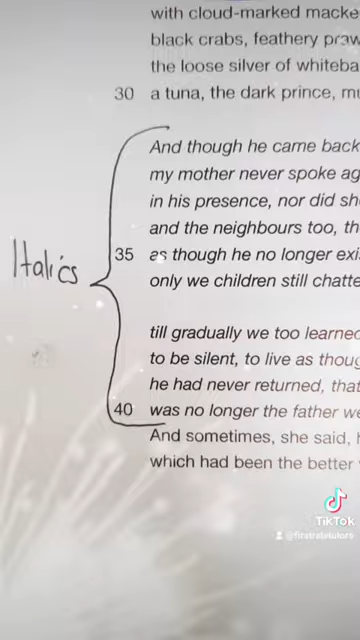 with cloud-marked macke
black crabs, feathery praw
the loose silver of whiteba
30 a tuna, the dark prince, mu
And though he came back
my mother never spoke ag
in his presence, nor did sh
and the neighbours too, th
Italics
35 as though he no longer exi
only we children still chatte
till gradually we too learned
to be silent, to live as thoug
he had never returned, that
40 was no longer the father we
And sometimes, she said, h
which had been the better
TikTok
@firstratetutors